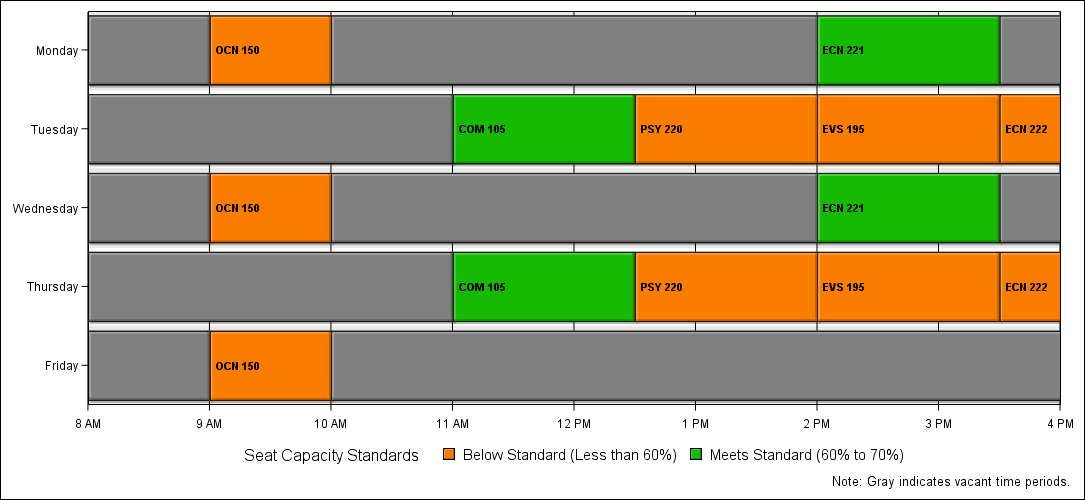 Monday
OCN 150
ECN 221
Tuesday
COM 105
PSY 220
EVS 195
ECN 222
Wednesday
OCN 150
ECN 221
Thursday
COM 105
PSY 220
EVS 195
ECN 222
Friday
OCN 150
8 AM
9 AM
10 AM
11 AM
12 PM
1 PM
2 PM
3 PM
4 PM
Seat Capacity Standards
Below Standard (Less than 60%)
Meets Standard (60% to 70%)
Note: Gray indicates vacant time periods.